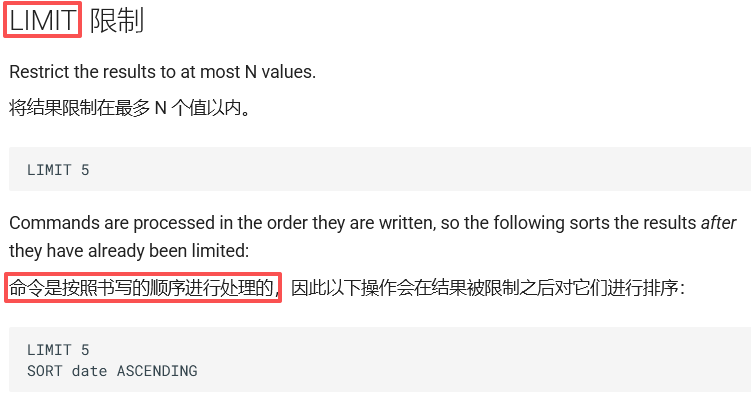 LIMIT 限制
Restrict the results to at most N values.
将结果限制在最多 N 个值以内。
LIMIT 5
Commands are processed in the order they are written, so the following sorts the results after
they have already been limited:
命令是按照书写的顺序进行处理的，因此以下操作会在结果被限制之后对它们进行排序：
LIMIT 5
SORT date ASCENDING